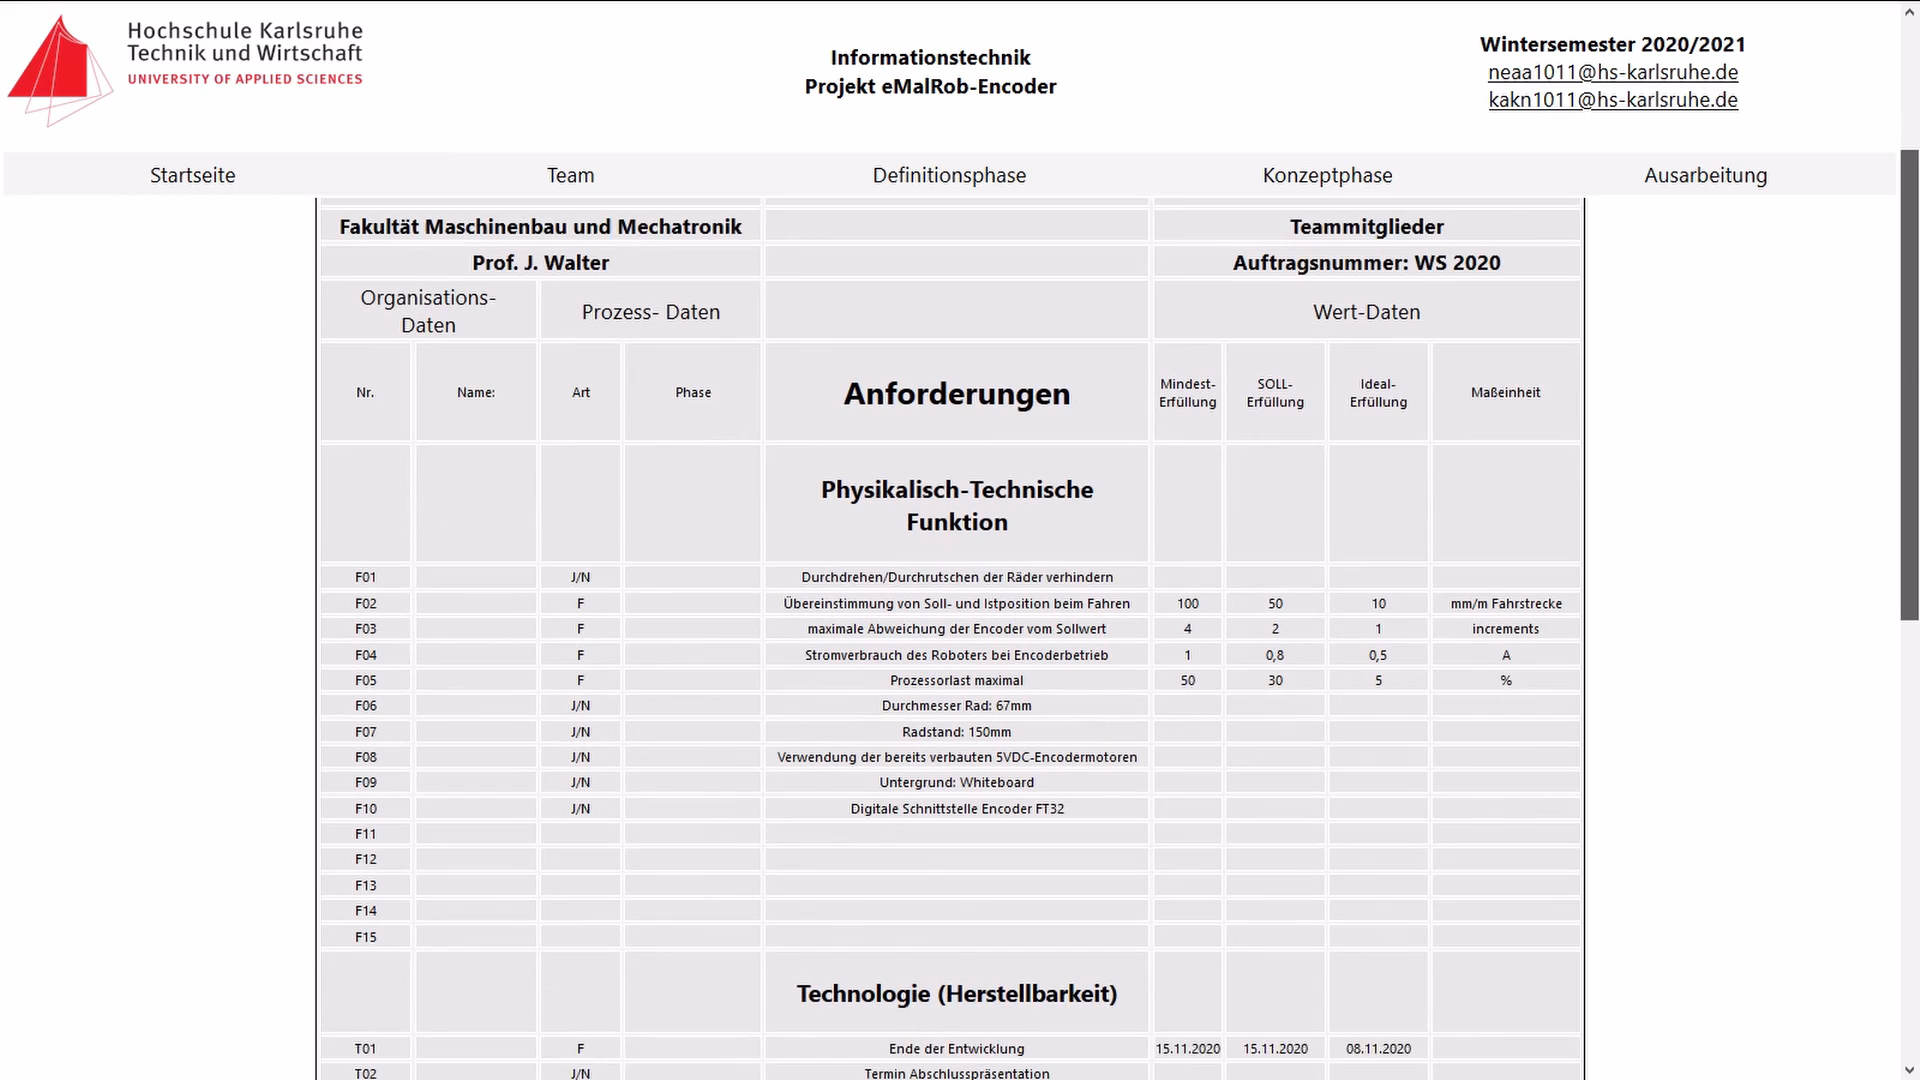 Hochschule Karlsruhe
Technik und Wirtschaft
UNIVERSITY OF APPLIED SCIENCES
Informationstechnik
Projekt eMalRob-Encoder
Wintersemester 2020/2021
neaa1011@hs-karlsruhe.de
kakn1011@hs-karlsruhe.de
Startseite Team Definitionsphase Konzeptphase Ausarbeitung
Fakultät Maschinenbau und Mechatronik Teammitglieder
Prof. J. Walter Auftragsnummer: WS 2020
Organisations-
Daten
Prozess- Daten
Wert-Daten
Nr. Name: Art Phase Anforderungen
Mindest-
Erfüllung
SOLL-
Erfüllung
Ideal-
Erfüllung
Maßeinheit
Physikalisch-Technische
Funktion
F01 J/N Durchdrehen/Durchrutschen der Räder verhindern
F02 F Übereinstimmung von Soll- und Istposition beim Fahren 100 50 10 mm/m Fahrstrecke
F03 F maximale Abweichung der Encoder vom Sollwert 4 2 1 increments
F04 F Stromverbrauch des Roboters bei Encoderbetrieb 1 0,8 0,5 A
F05 F Prozessorlast maximal 50 30 5 %
F06 J/N Durchmesser Rad: 67mm
F07 J/N Radstand: 150mm
F08 J/N Verwendung der bereits verbauten 5VDC-Encodermotoren
F09 J/N Untergrund: Whiteboard
F10 J/N Digitale Schnittstelle Encoder FT32
F11
F12
F13
F14
F15
Technologie (Herstellbarkeit)
T01 F Ende der Entwicklung 15.11.2020 15.11.2020 08.11.2020
T02 J/N Termin Abschlusspräsentation